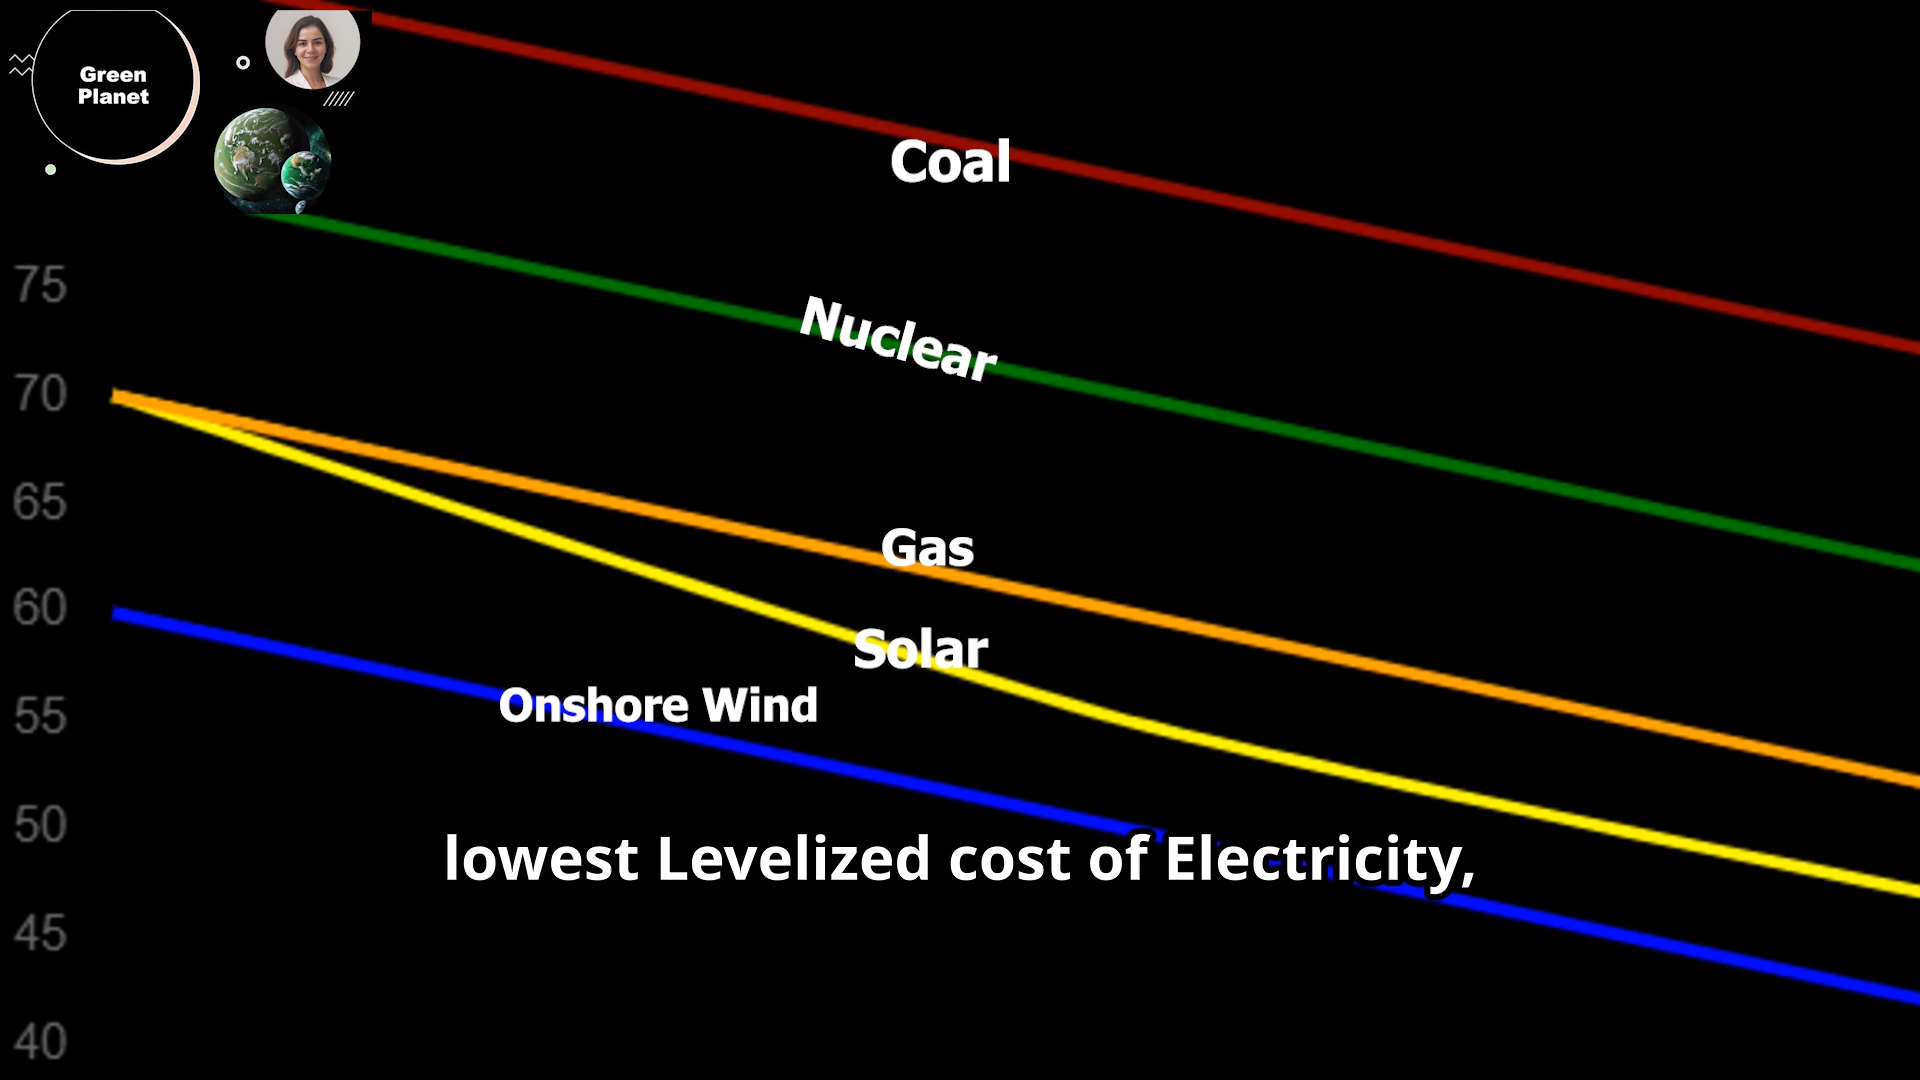 Green
Planet
Coal
75
Nuclear
70
65
Gas
60
Solar
Onshore Wind
55
50
lowest Levelized cost of Electricity,
45
40